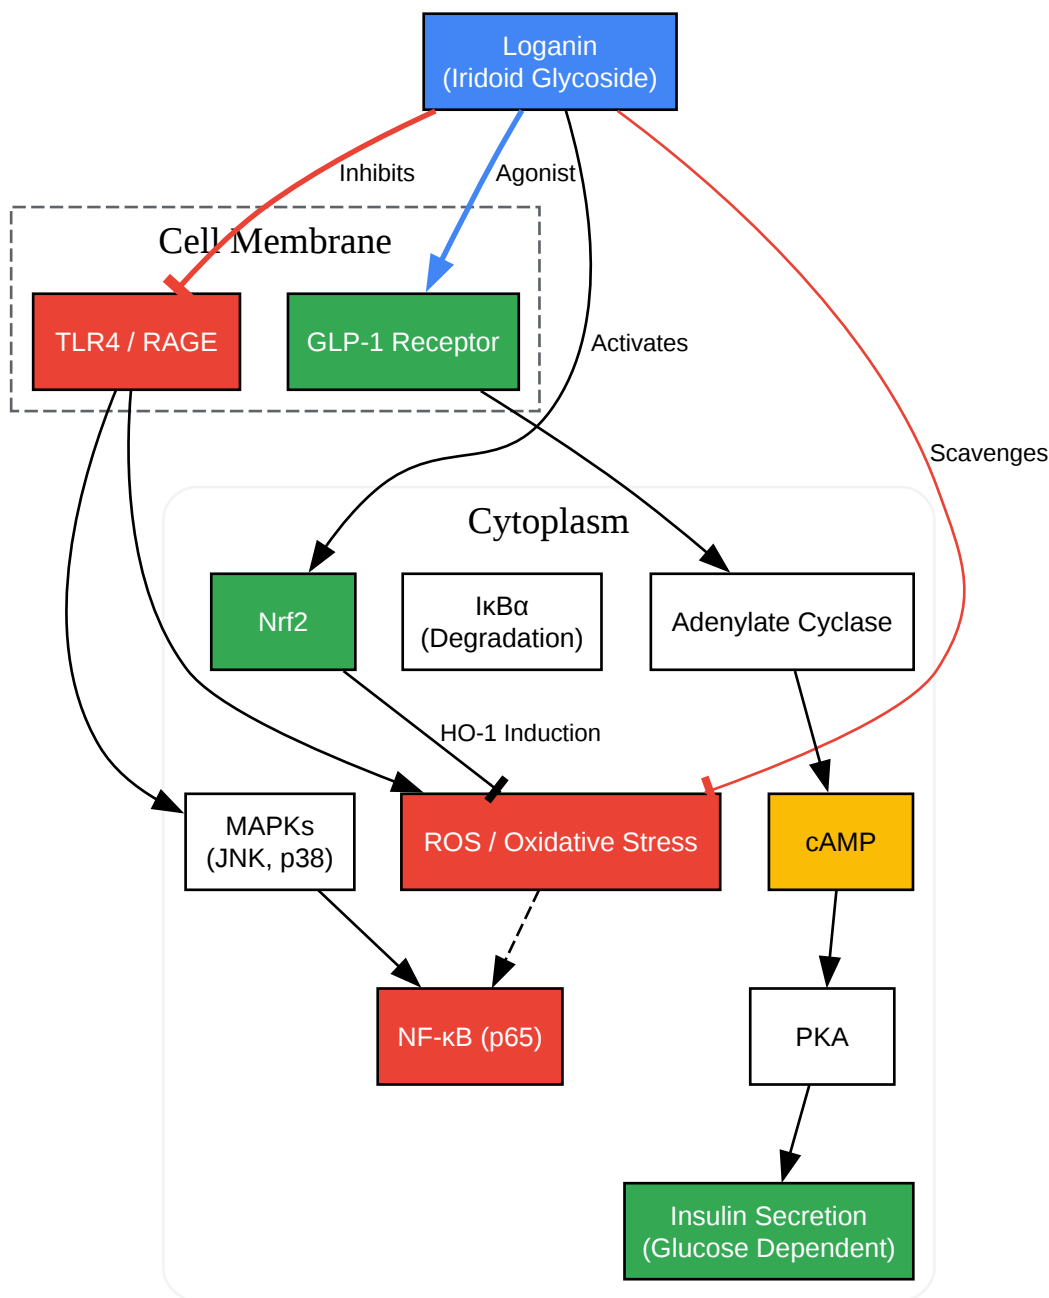 Loganin
(Iridoid Glycoside)
Inhibits
Agonist
Cell Membrane
TLR4 / RAGE
GLP-1 Receptor
Activates
Scavenges
Cytoplasm
Nrf2
IκBα
(Degradation)
Adenylate Cyclase
HO-1 Induction
MAPKs
(JNK, p38)
ROS / Oxidative Stress
cAMP
NF-κB (p65)
PKA
Insulin Secretion
(Glucose Dependent)